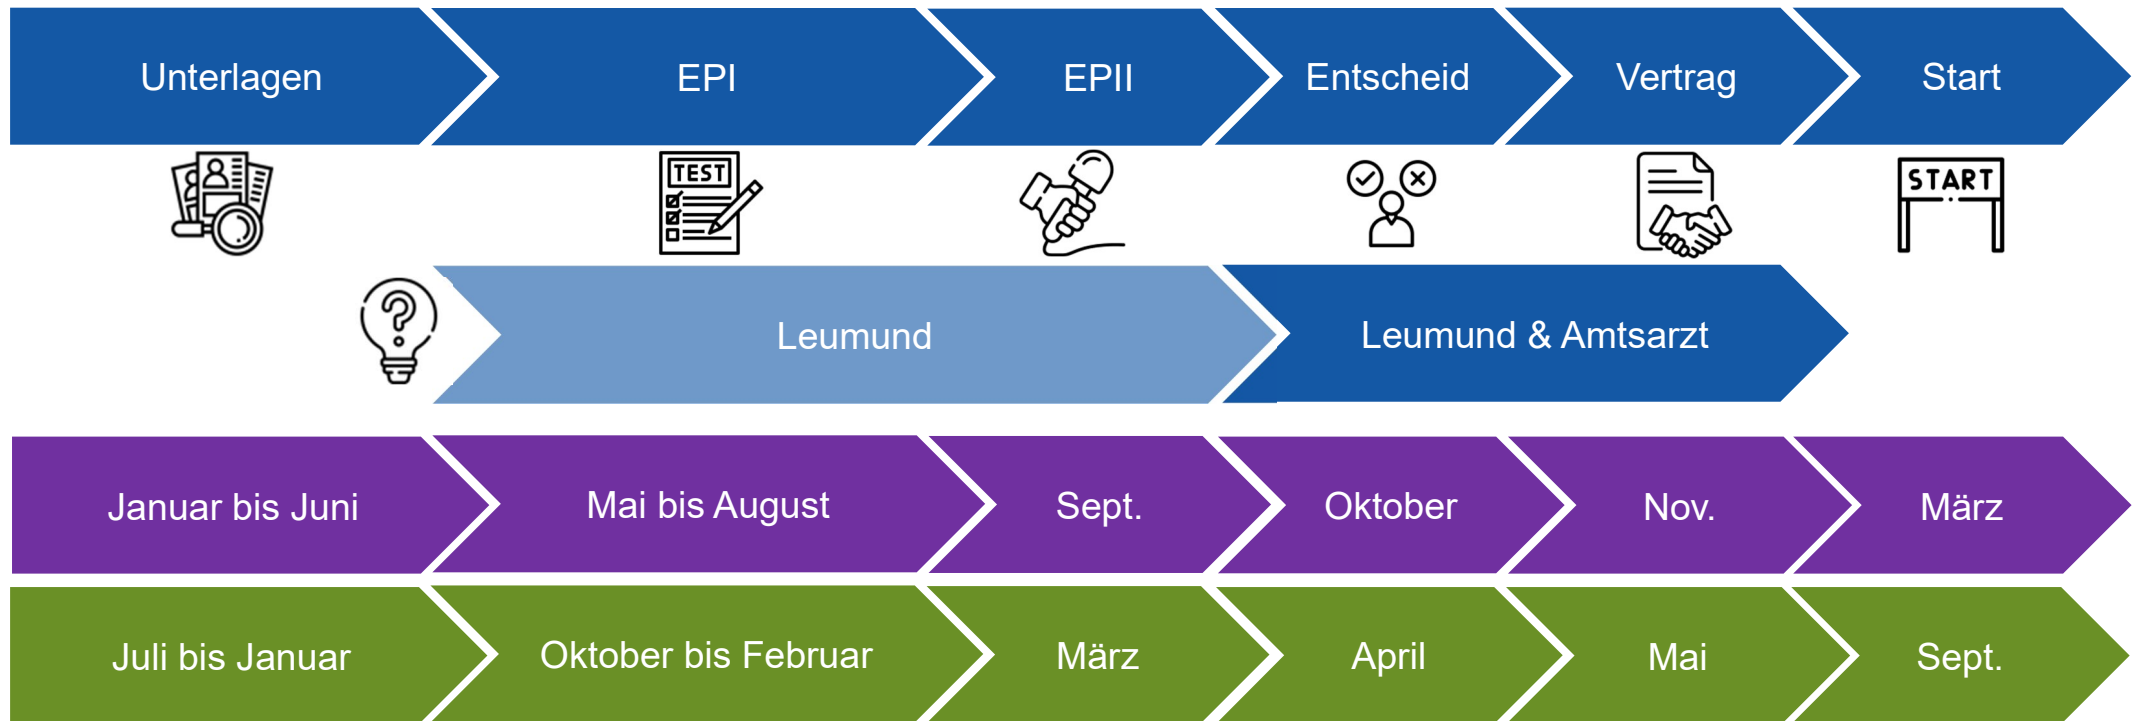 Unterlagen
EPI
EPII
Entscheid
Vertrag
Start
TEST
START
?
Leumund
Leumund & Amtsarzt
Januar bis Juni
Mai bis August
Sept.
Oktober
Nov.
März
Juli bis Januar
Oktober bis Februar
März
April
Mai
Sept.